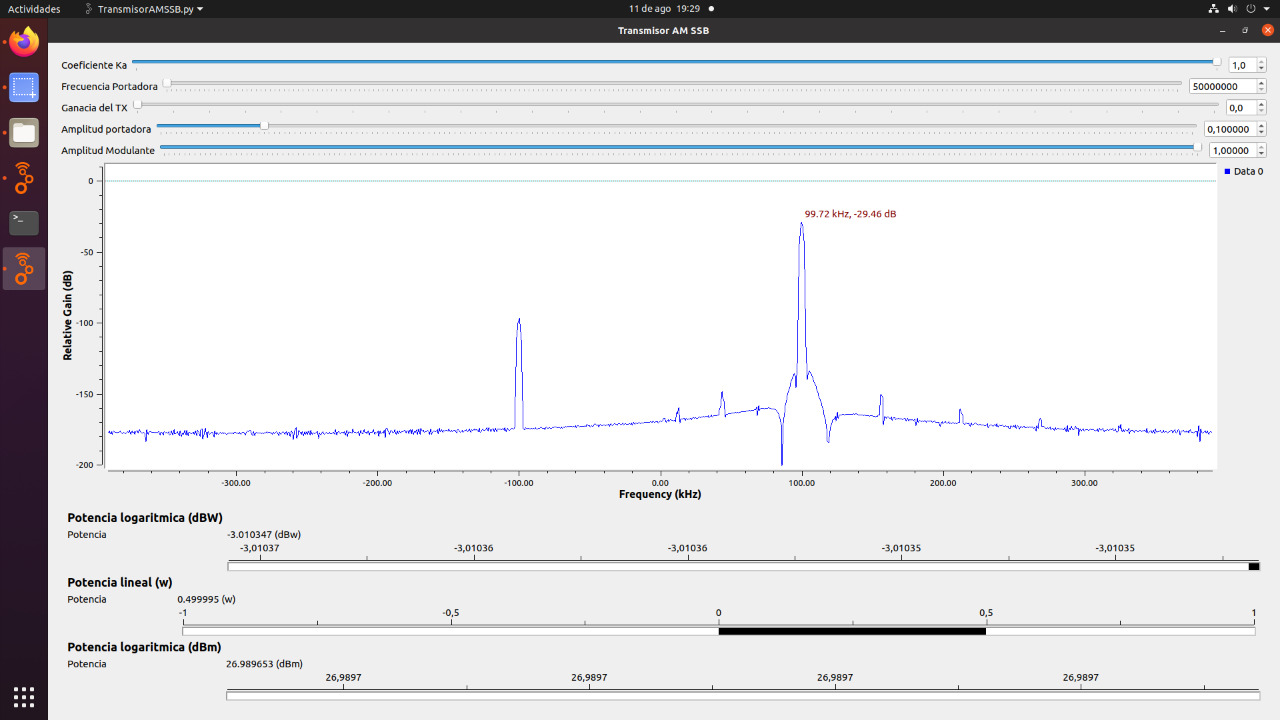 Actividades TransmisorAMSSB.py 11 de ago 19:29
Transmisor AM SSB
Coeficiente Ka 1,0
Frecuencia Portadora 50000000
Ganacia del TX 0,0
Amplitud portadora 0,100000
Amplitud Modulante 1,00000
Data 0
99.72 kHz, -29.46 dB
Relative Gain (dB)
0
-50
-100
-150
-200
-300.00 -200.00 -100.00 0.00 100.00 200.00 300.00
Frequency (kHz)
Potencia logaritmica (dBW)
Potencia -3.010347 (dBw)
-3,01037 -3,01036 -3,01036 -3,01035 -3,01035
Potencia lineal (w)
Potencia 0.499995 (w)
-1 -0,5 0 0,5 1
Potencia logaritmica (dBm)
Potencia 26.989653 (dBm)
26,9897 26,9897 26,9897 26,9897